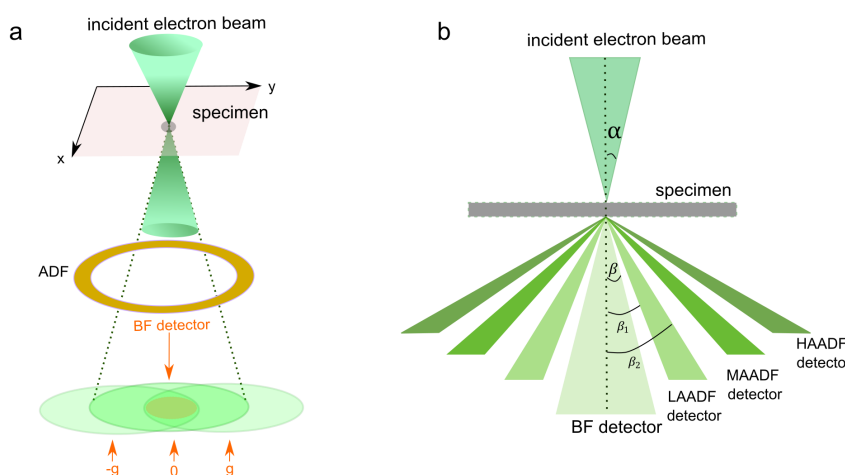 a
incident electron beam
y
specimen
x
ADF
BF detector
-g
0
g
b
incident electron beam
α
specimen
β
β1
β2
HAADF
detector
MAADF
detector
LAADF
detector
BF detector